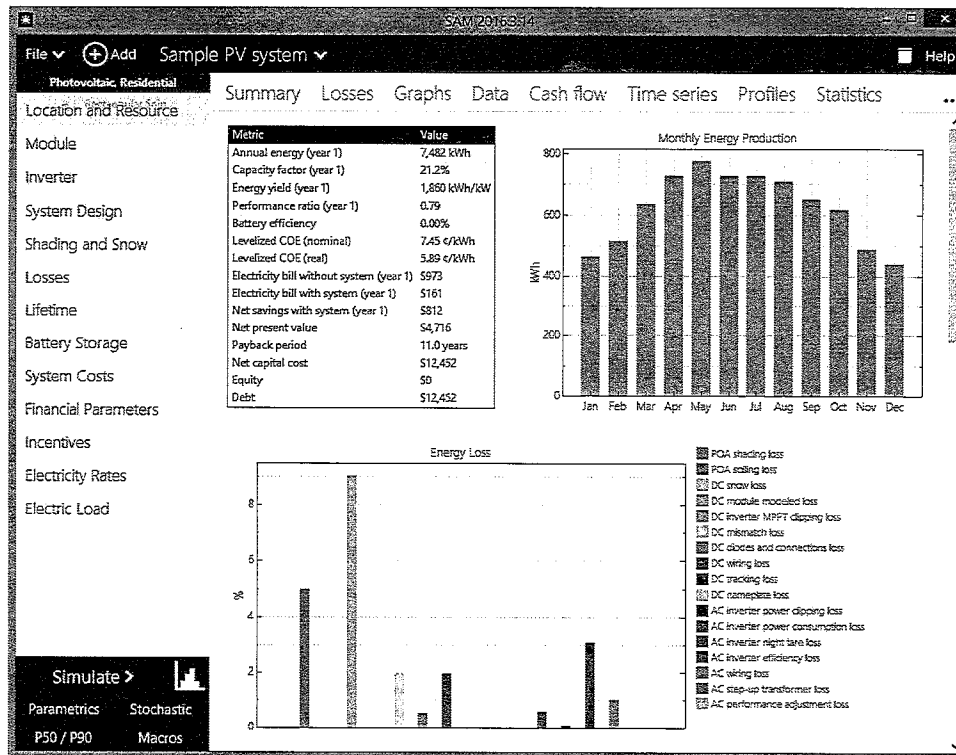 SAM 2016.3.14
File Add Sample PV system Help
Photovoltaic, Residential
Location and Resource
Module
Inverter
System Design
Shading and Snow
Losses
Lifetime
Battery Storage
System Costs
Financial Parameters
Incentives
Electricity Rates
Electric Load
Simulate >
Parametrics Stochastic
P50 / P90 Macros
Summary Losses Graphs Data Cash flow Time series Profiles Statistics ...
Metric Value
Annual energy (year 1) 7,482 kWh
Capacity factor (year 1) 21.2%
Energy yield (year 1) 1,860 kWh/kW
Performance ratio (year 1) 0.79
Battery efficiency 0.00%
Levelized COE (nominal) 7.45 ¢/kWh
Levelized COE (real) 5.89 ¢/kWh
Electricity bill without system (year 1) $973
Electricity bill with system (year 1) $161
Net savings with system (year 1) $812
Net present value $4,716
Payback period 11.0 years
Net capital cost $12,452
Equity $0
Debt $12,452
Monthly Energy Production
800
600
400
200
0
kWh
Jan Feb Mar Apr May Jun Jul Aug Sep Oct Nov Dec
Energy Loss
8
6
4
2
0
%
POA shading loss
POA soiling loss
DC snow loss
DC module modeled loss
DC inverter MPPT clipping loss
DC mismatch loss
DC diodes and connections loss
DC wiring loss
DC tracking loss
DC nameplate loss
AC inverter power clipping loss
AC inverter power consumption loss
AC inverter night tare loss
AC inverter efficiency loss
AC wiring loss
AC step-up transformer loss
AC performance adjustment loss